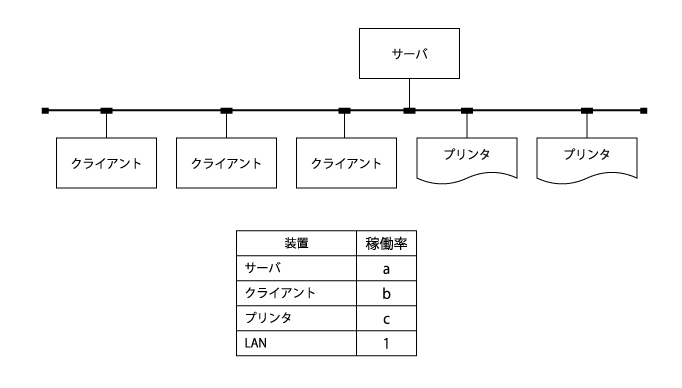 サーバ
クライアント クライアント クライアント プリンタ プリンタ
装置 稼働率
サーバ a
クライアント b
プリンタ c
LAN 1